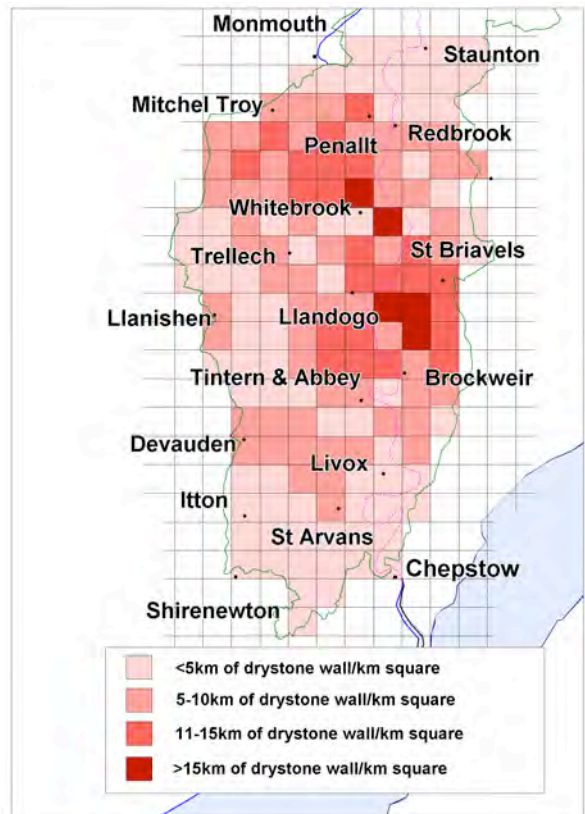 Monmouth
Staunton
Mitchel Troy
Redbrook
Penallt
Whitebrook
St Briavels
Trellech
Llanishen
Llandogo
Tintern & Abbey
Brockweir
Devauden
Livox
Itton
St Arvans
Chepstow
Shirenewton
<5km of drystone wall/km square
5-10km of drystone wall/km square
11-15km of drystone wall/km square
>15km of drystone wall/km square